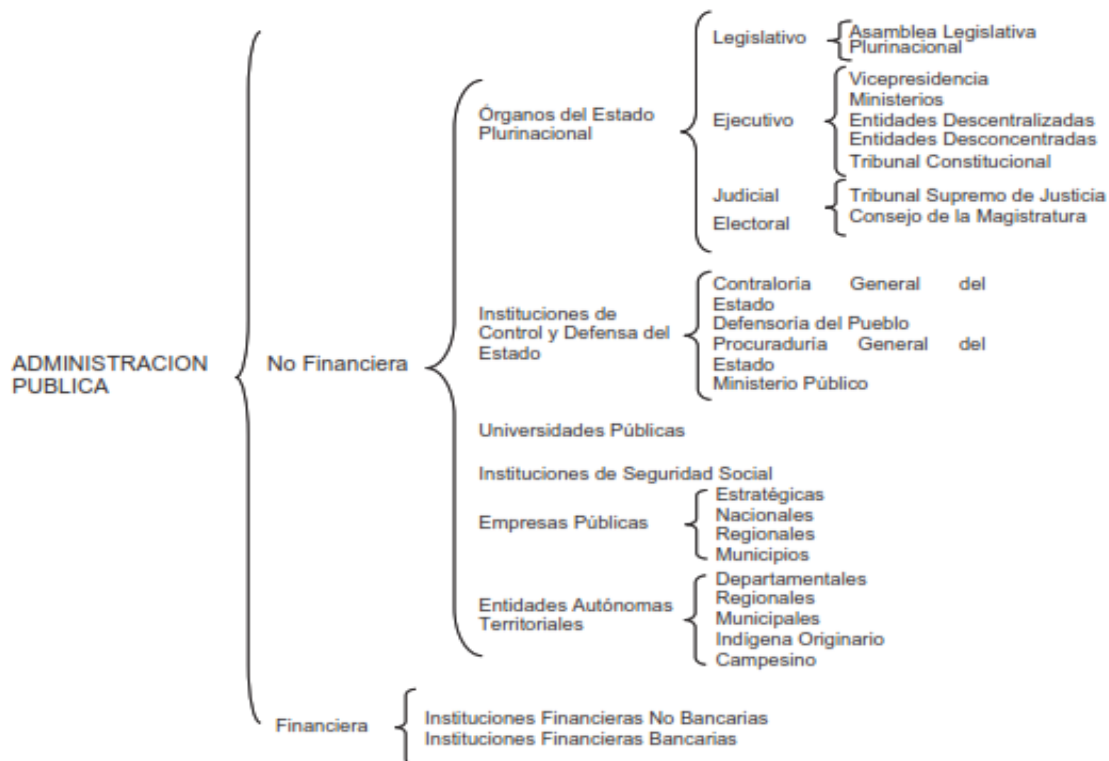 ADMINISTRACION
PUBLICA
No Financiera
Órganos del Estado
Plurinacional
Legislativo
Asamblea Legislativa
Plurinacional
Ejecutivo
Vicepresidencia
Ministerios
Entidades Descentralizadas
Entidades Desconcentradas
Tribunal Constitucional
Judicial
Electoral
Tribunal Supremo de Justicia
Consejo de la Magistratura
Instituciones de
Control y Defensa del
Estado
Contraloría General del
Estado
Defensoría del Pueblo
Procuraduría General del
Estado
Ministerio Público
Universidades Públicas
Instituciones de Seguridad Social
Empresas Públicas
Estratégicas
Nacionales
Regionales
Municipios
Entidades Autónomas
Territoriales
Departamentales
Regionales
Municipales
Indígena Originario
Campesino
Financiera
Instituciones Financieras No Bancarias
Instituciones Financieras Bancarias